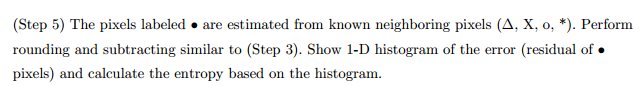 (Step 5) The pixels labeled • are estimated from known neighboring pixels (Δ, X, o, *). Perform
rounding and subtracting similar to (Step 3). Show 1-D histogram of the error (residual of •
pixels) and calculate the entropy based on the histogram.